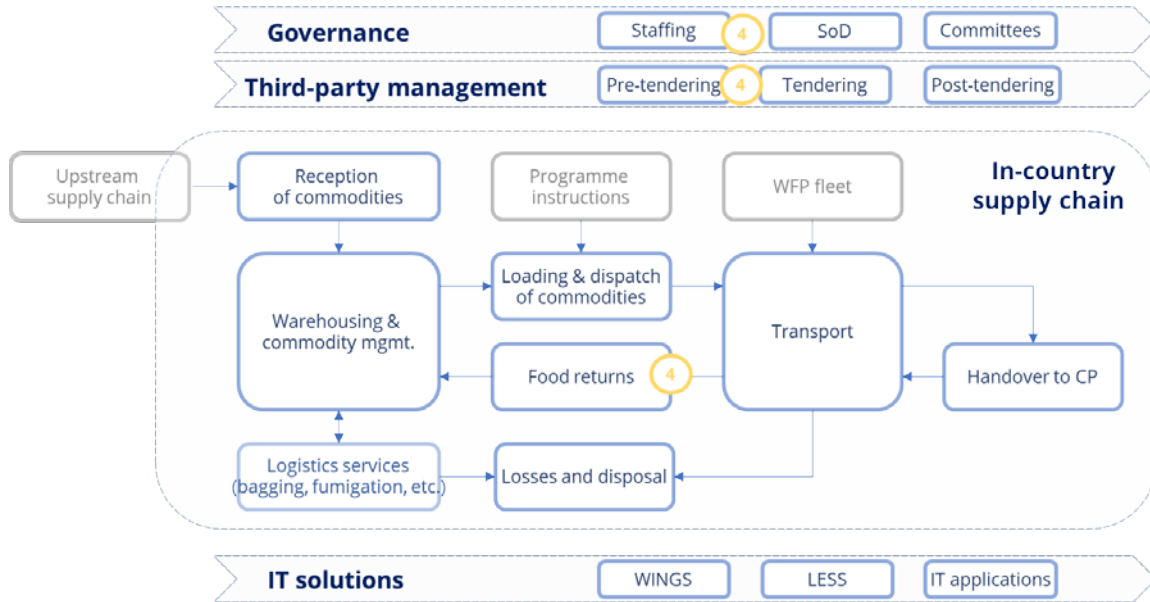 Governance
Staffing
4
SoD
Committees
Third-party management
Pre-tendering
4
Tendering
Post-tendering
Upstream
supply chain
Reception
of commodities
Programme
instructions
WFP fleet
In-country
supply chain
Warehousing &
commodity mgmt.
Loading & dispatch
of commodities
Transport
Food returns
4
Handover to CP
Logistics services
(bagging, fumigation, etc.)
Losses and disposal
IT solutions
WINGS
LESS
IT applications